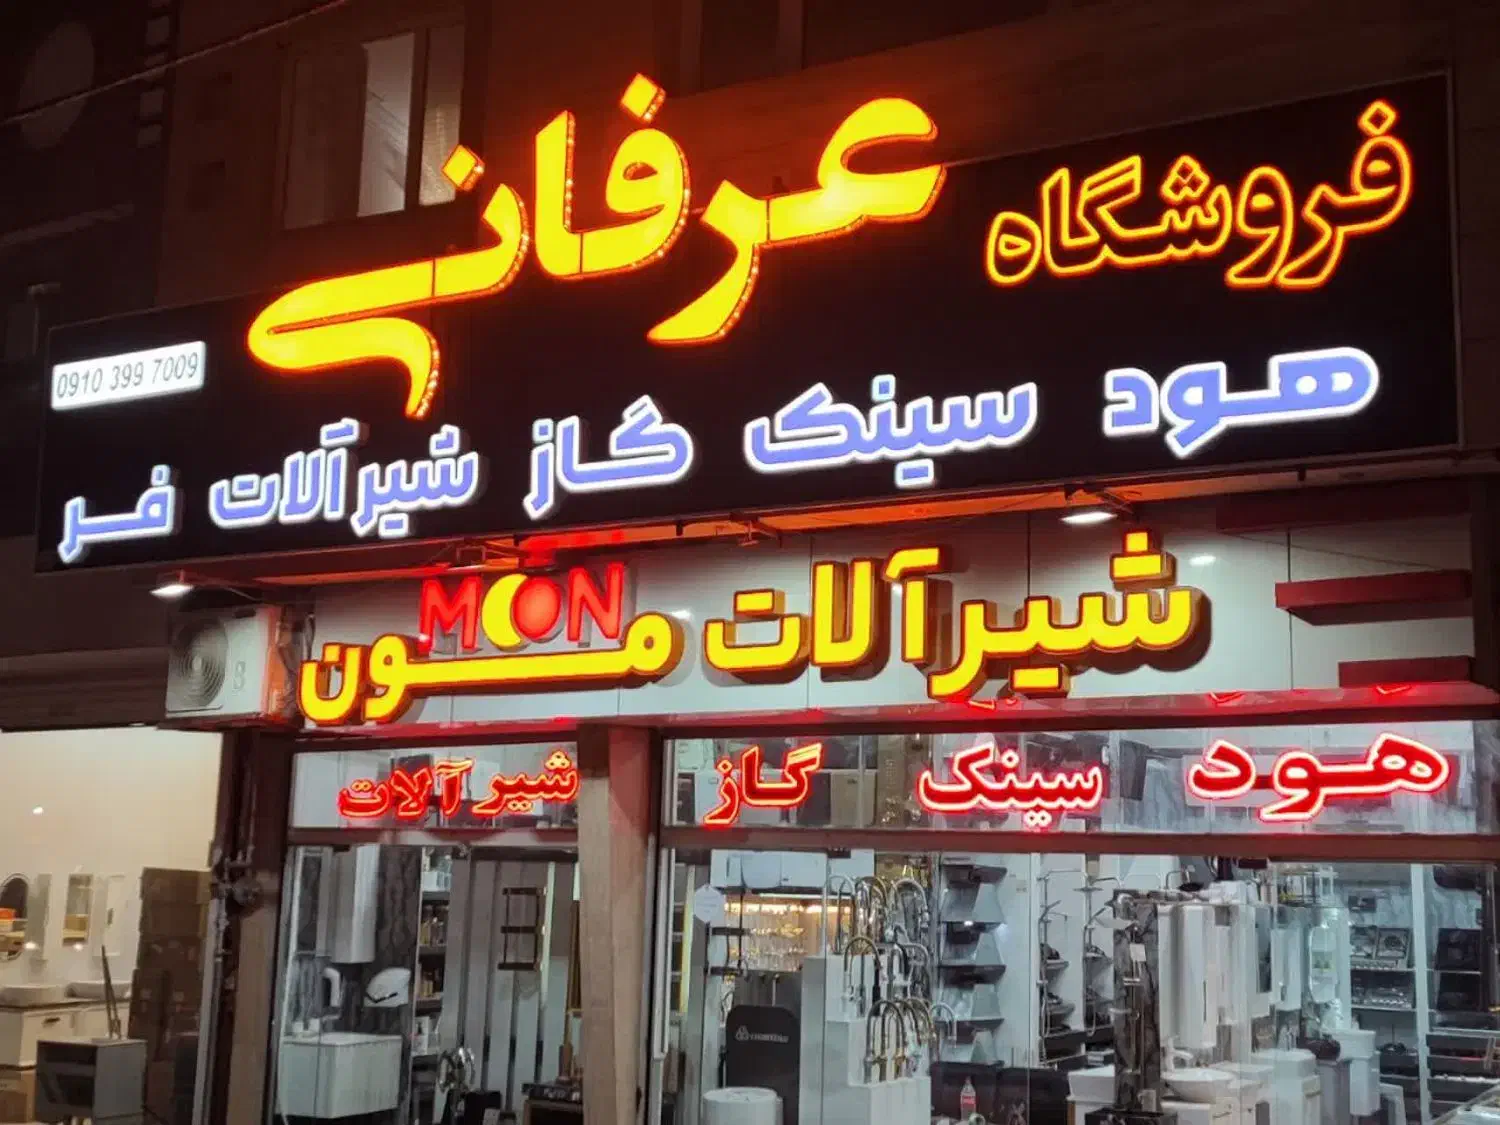 فروشگاه عرفانی
0910 399 7009
هود سینک گاز شیرآلات فر
MOON
شیرآلات مون
هود سینک گاز شیرآلات